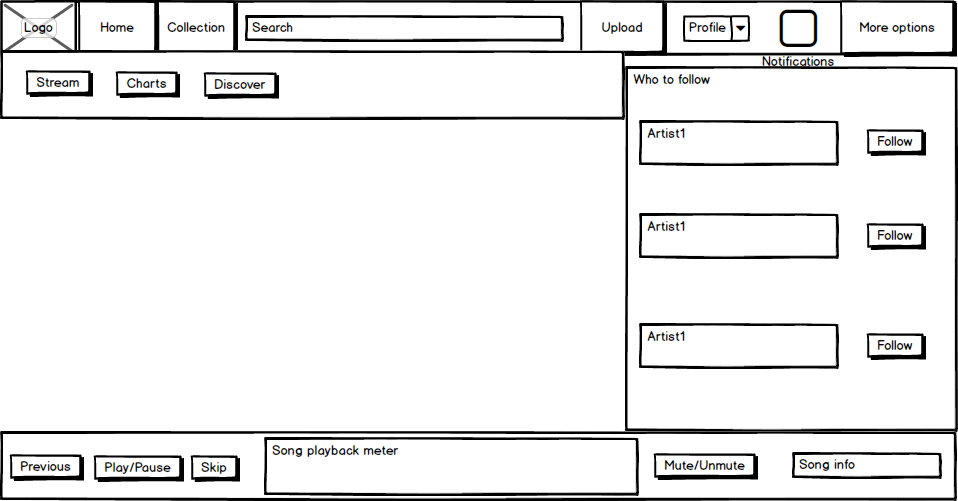 Logo
Home
Collection
Search
Upload
Profile
More options
Notifications
Stream
Charts
Discover
Who to follow
Artist1
Follow
Artist1
Follow
Artist1
Follow
Previous
Play/Pause
Skip
Song playback meter
Mute/Unmute
Song info